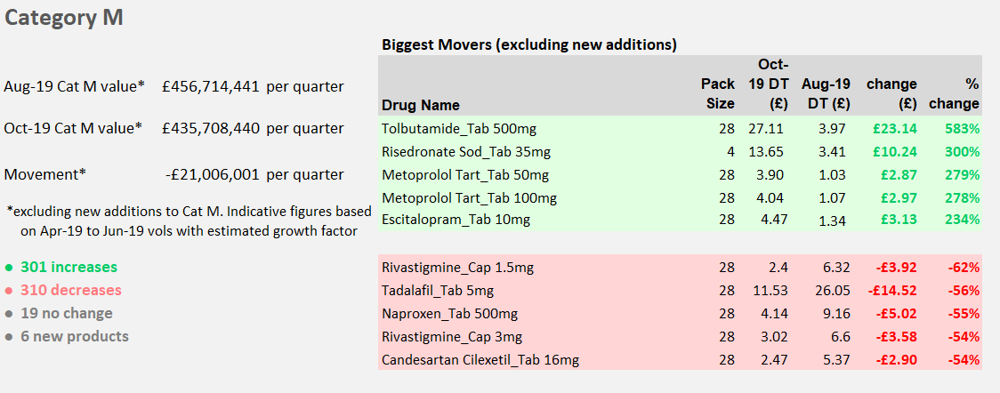 Category M
Aug-19 Cat M value* £456,714,441 per quarter
Oct-19 Cat M value* £435,708,440 per quarter
Movement* -£21,006,001 per quarter
*excluding new additions to Cat M. Indicative figures based
on Apr-19 to Jun-19 vols with estimated growth factor
● 301 increases
● 310 decreases
● 19 no change
● 6 new products
Biggest Movers (excluding new additions)
Drug Name Pack Size Oct-19 DT (£) Aug-19 DT (£) change (£) % change
Tolbutamide_Tab 500mg 28 27.11 3.97 £23.14 583%
Risedronate Sod_Tab 35mg 4 13.65 3.41 £10.24 300%
Metoprolol Tart_Tab 50mg 28 3.90 1.03 £2.87 279%
Metoprolol Tart_Tab 100mg 28 4.04 1.07 £2.97 278%
Escitalopram_Tab 10mg 28 4.47 1.34 £3.13 234%
Rivastigmine_Cap 1.5mg 28 2.4 6.32 -£3.92 -62%
Tadalafil_Tab 5mg 28 11.53 26.05 -£14.52 -56%
Naproxen_Tab 500mg 28 4.14 9.16 -£5.02 -55%
Rivastigmine_Cap 3mg 28 3.02 6.6 -£3.58 -54%
Candesartan Cilexetil_Tab 16mg 28 2.47 5.37 -£2.90 -54%